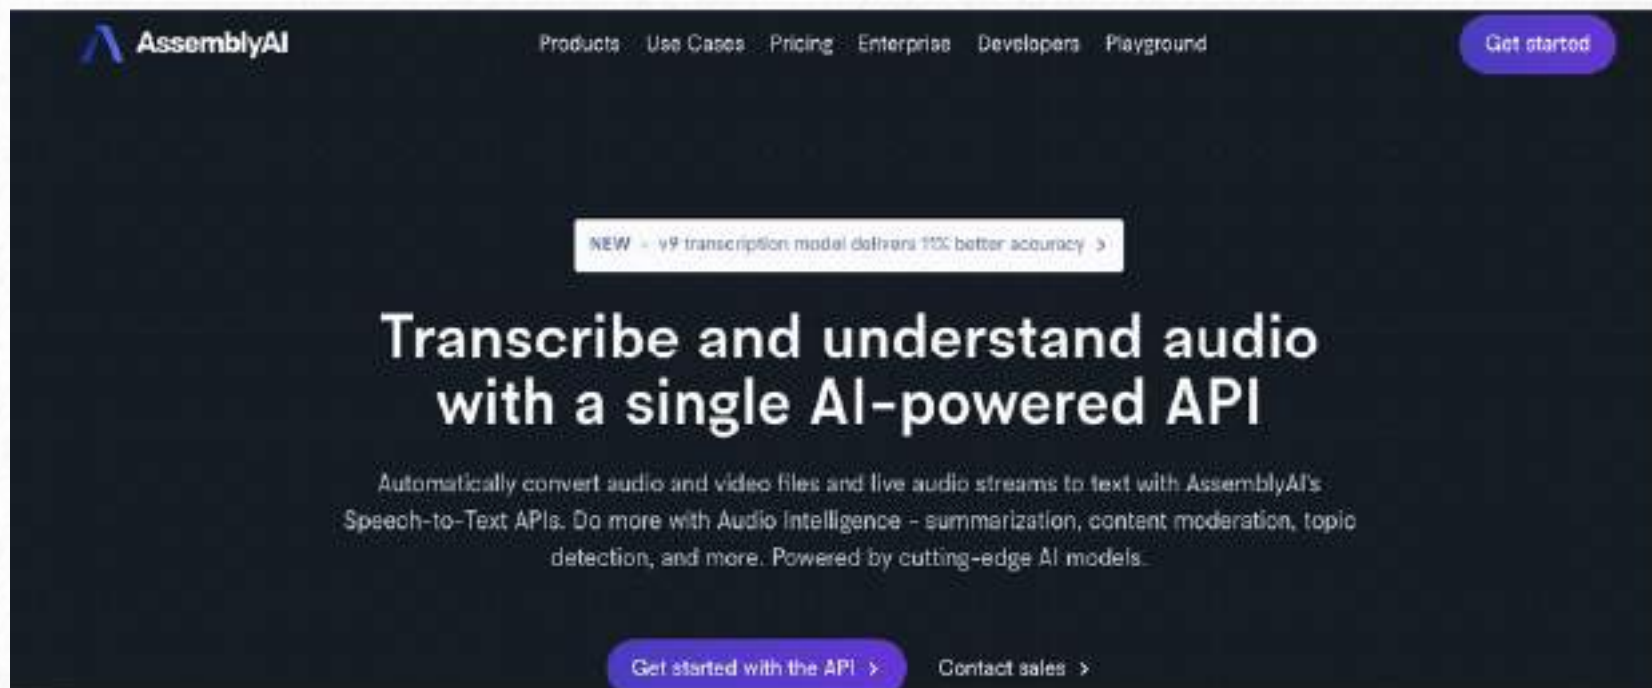 AssemblyAI
Products Use Cases Pricing Enterprise Developers Playground
Get started
NEW - v9 transcription model delivers 11% better accuracy >
Transcribe and understand audio
with a single AI-powered API
Automatically convert audio and video files and live audio streams to text with AssemblyAI's
Speech-to-Text APIs. Do more with Audio Intelligence - summarization, content moderation, topic
detection, and more. Powered by cutting-edge AI models.
Get started with the API >
Contact sales >